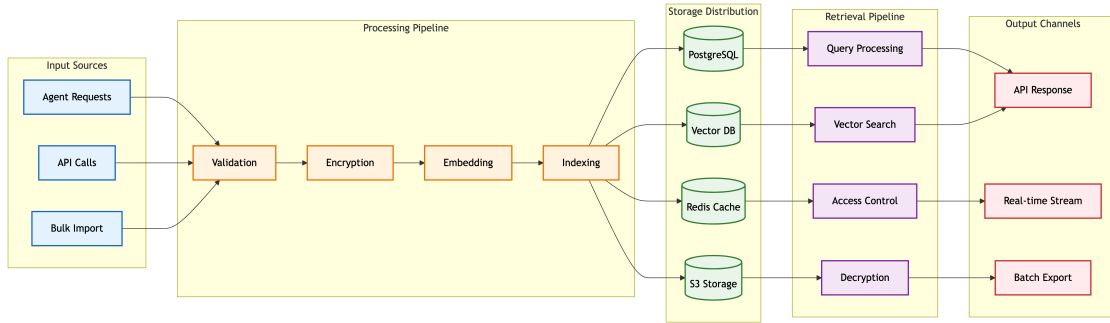 Input Sources
Agent Requests
API Calls
Bulk Import
Processing Pipeline
Validation
Encryption
Embedding
Indexing
Storage Distribution
PostgreSQL
Vector DB
Redis Cache
S3 Storage
Retrieval Pipeline
Query Processing
Vector Search
Access Control
Decryption
Output Channels
API Response
Real-time Stream
Batch Export